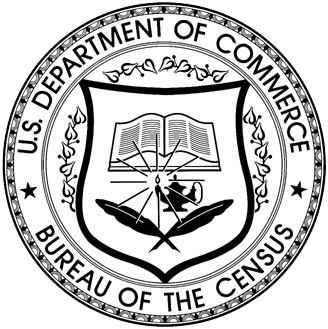 U.S. DEPARTMENT OF COMMERCE
BUREAU OF THE CENSUS